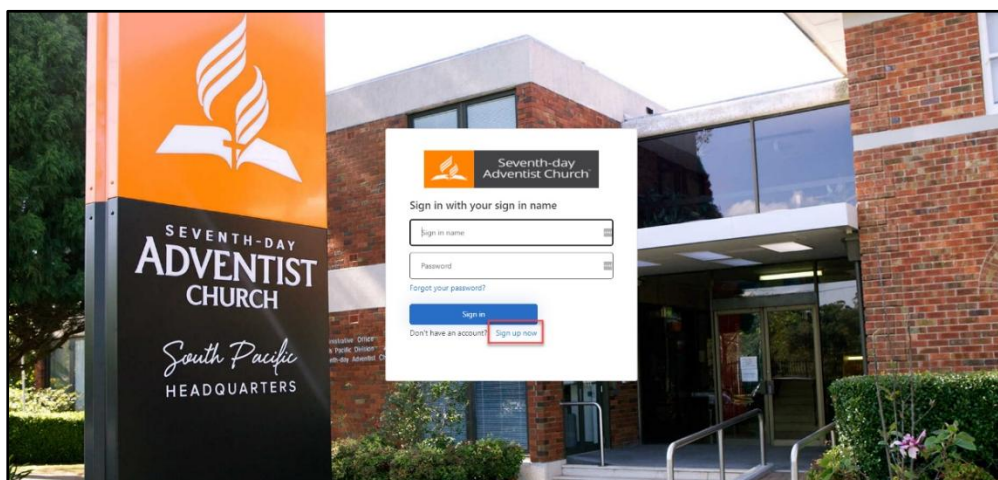 SEVENTH-DAY
ADVENTIST
CHURCH
South Pacific
HEADQUARTERS
Seventh-day
Adventist Church
Sign in with your sign in name
Sign in name
Password
Forgot your password?
Sign in
Don't have an account? Sign up now